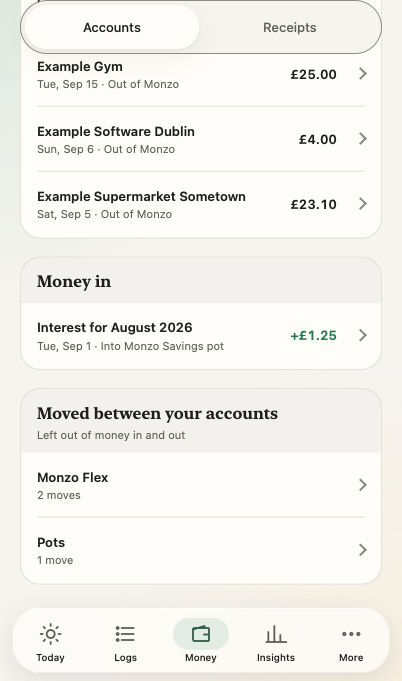 Accounts
Receipts
Example Gym
Tue, Sep 15 · Out of Monzo
£25.00
Example Software Dublin
Sun, Sep 6 · Out of Monzo
£4.00
Example Supermarket Sometown
Sat, Sep 5 · Out of Monzo
£23.10
Money in
Interest for August 2026
Tue, Sep 1 · Into Monzo Savings pot
+£1.25
Moved between your accounts
Left out of money in and out
Monzo Flex
2 moves
Pots
1 move
Today
Logs
Money
Insights
More